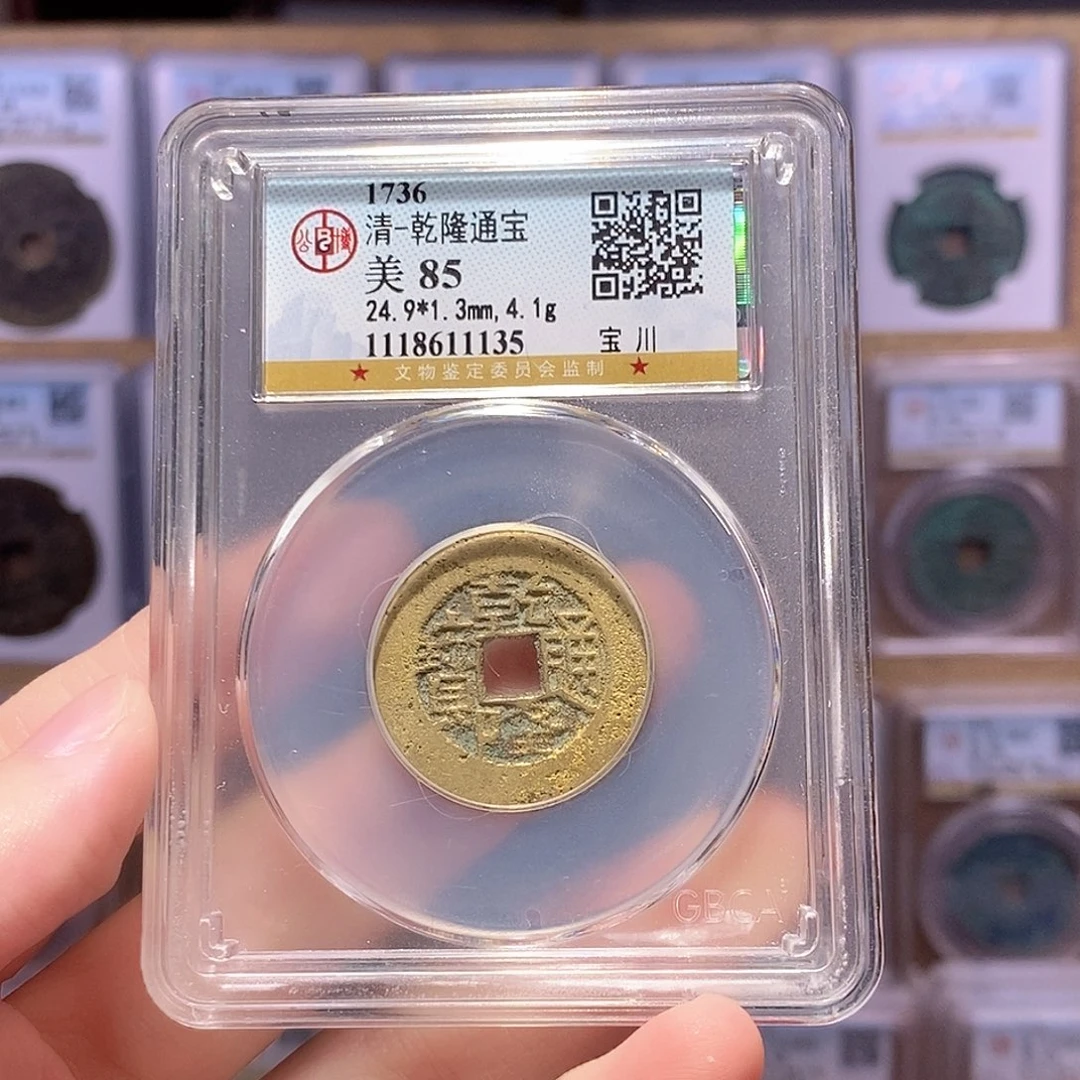 1736
清-乾隆通宝
美 85
24.9*1.3mm, 4.1g
1118611135 宝 川
★ 文物鉴定委员会监制 ★
乾隆通寳
GBCA